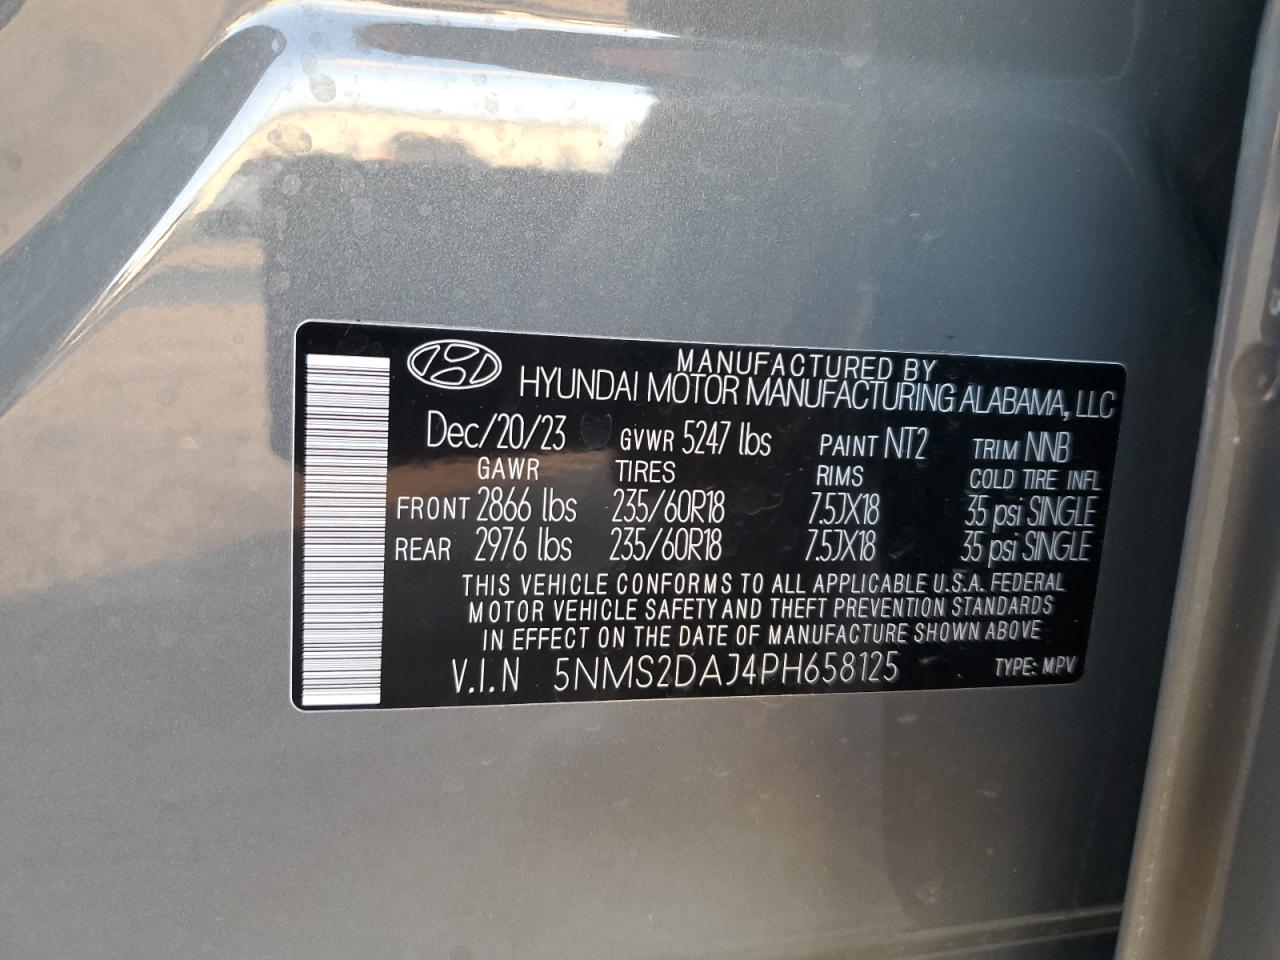 MANUFACTURED BY
HYUNDAI MOTOR MANUFACTURING ALABAMA, LLC
Dec/20/23 GVWR 5247 lbs PAINT NT2 TRIM NNB
GAWR TIRES RIMS COLD TIRE INFL
FRONT 2866 lbs 235/60R18 7.5JX18 35 psi SINGLE
REAR 2976 lbs 235/60R18 7.5JX18 35 psi SINGLE
THIS VEHICLE CONFORMS TO ALL APPLICABLE U.S.A. FEDERAL
MOTOR VEHICLE SAFETY AND THEFT PREVENTION STANDARDS
IN EFFECT ON THE DATE OF MANUFACTURE SHOWN ABOVE
V.I.N 5NMS2DAJ4PH658125 TYPE: MPV